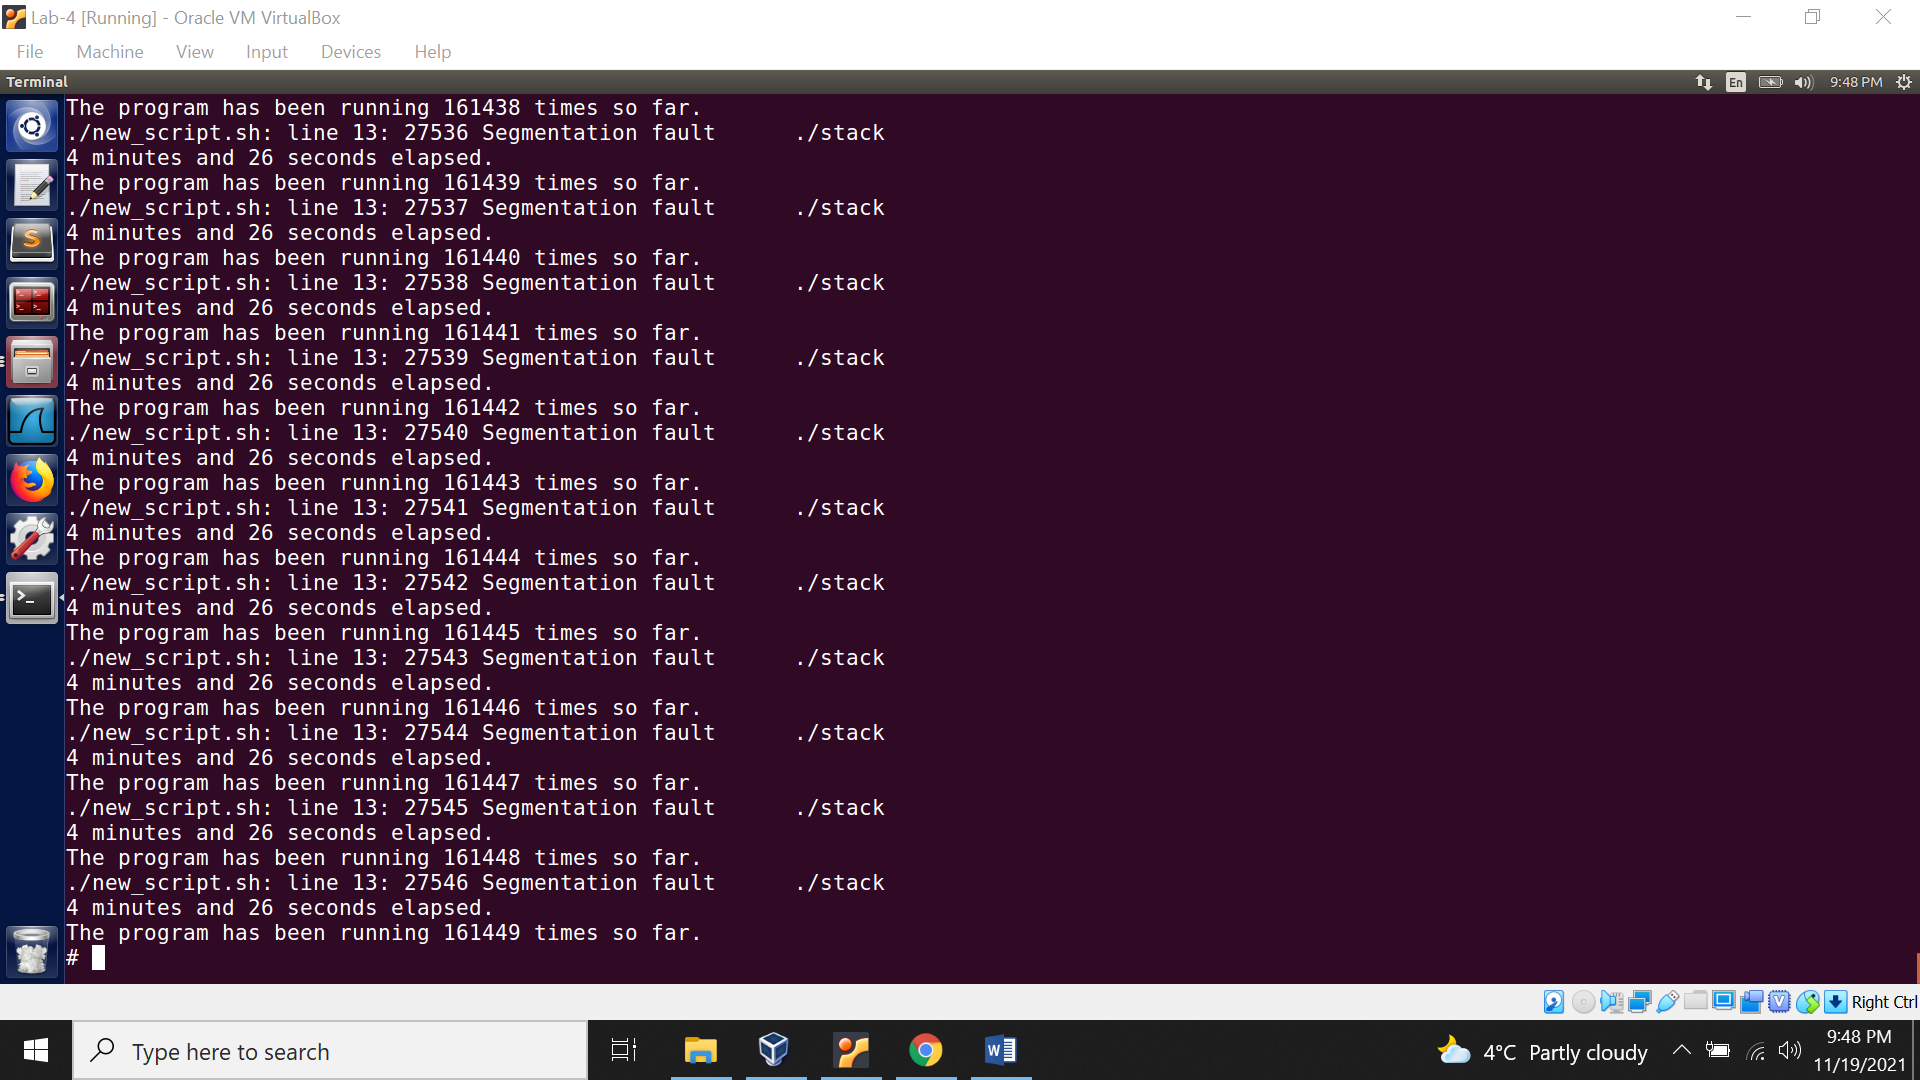 Lab-4 [Running] - Oracle VM VirtualBox
File Machine View Input Devices Help
Terminal En 9:48 PM
The program has been running 161438 times so far.
./new_script.sh: line 13: 27536 Segmentation fault ./stack
4 minutes and 26 seconds elapsed.
The program has been running 161439 times so far.
./new_script.sh: line 13: 27537 Segmentation fault ./stack
4 minutes and 26 seconds elapsed.
The program has been running 161440 times so far.
./new_script.sh: line 13: 27538 Segmentation fault ./stack
4 minutes and 26 seconds elapsed.
The program has been running 161441 times so far.
./new_script.sh: line 13: 27539 Segmentation fault ./stack
4 minutes and 26 seconds elapsed.
The program has been running 161442 times so far.
./new_script.sh: line 13: 27540 Segmentation fault ./stack
4 minutes and 26 seconds elapsed.
The program has been running 161443 times so far.
./new_script.sh: line 13: 27541 Segmentation fault ./stack
4 minutes and 26 seconds elapsed.
The program has been running 161444 times so far.
./new_script.sh: line 13: 27542 Segmentation fault ./stack
4 minutes and 26 seconds elapsed.
The program has been running 161445 times so far.
./new_script.sh: line 13: 27543 Segmentation fault ./stack
4 minutes and 26 seconds elapsed.
The program has been running 161446 times so far.
./new_script.sh: line 13: 27544 Segmentation fault ./stack
4 minutes and 26 seconds elapsed.
The program has been running 161447 times so far.
./new_script.sh: line 13: 27545 Segmentation fault ./stack
4 minutes and 26 seconds elapsed.
The program has been running 161448 times so far.
./new_script.sh: line 13: 27546 Segmentation fault ./stack
4 minutes and 26 seconds elapsed.
The program has been running 161449 times so far.
#
Right Ctrl
Type here to search
4°C Partly cloudy
9:48 PM
11/19/2021